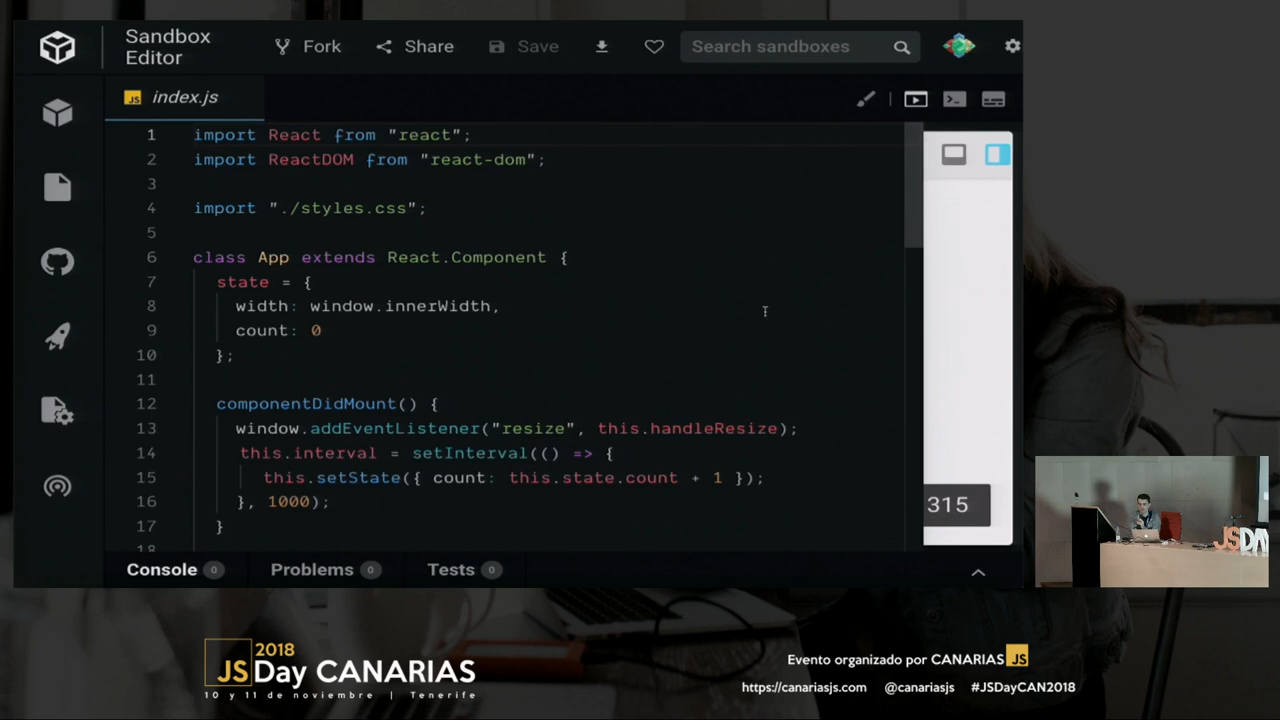 Sandbox
Editor
Fork
Share
Save
Search sandboxes
JS index.js
1 import React from "react";
2 import ReactDOM from "react-dom";
3
4 import "./styles.css";
5
6 class App extends React.Component {
7 state = {
8 width: window.innerWidth,
9 count: 0
10 };
11
12 componentDidMount() {
13 window.addEventListener("resize", this.handleResize);
14 this.interval = setInterval(() => {
15 this.setState({ count: this.state.count + 1 });
16 }, 1000);
17 }
18
315
Console 0
Problems 0
Tests 0
JSDAY
2018
JSDay CANARIAS
10 y 11 de noviembre | Tenerife
Evento organizado por CANARIAS JS
https://canariasjs.com @canariasjs #JSDayCAN2018